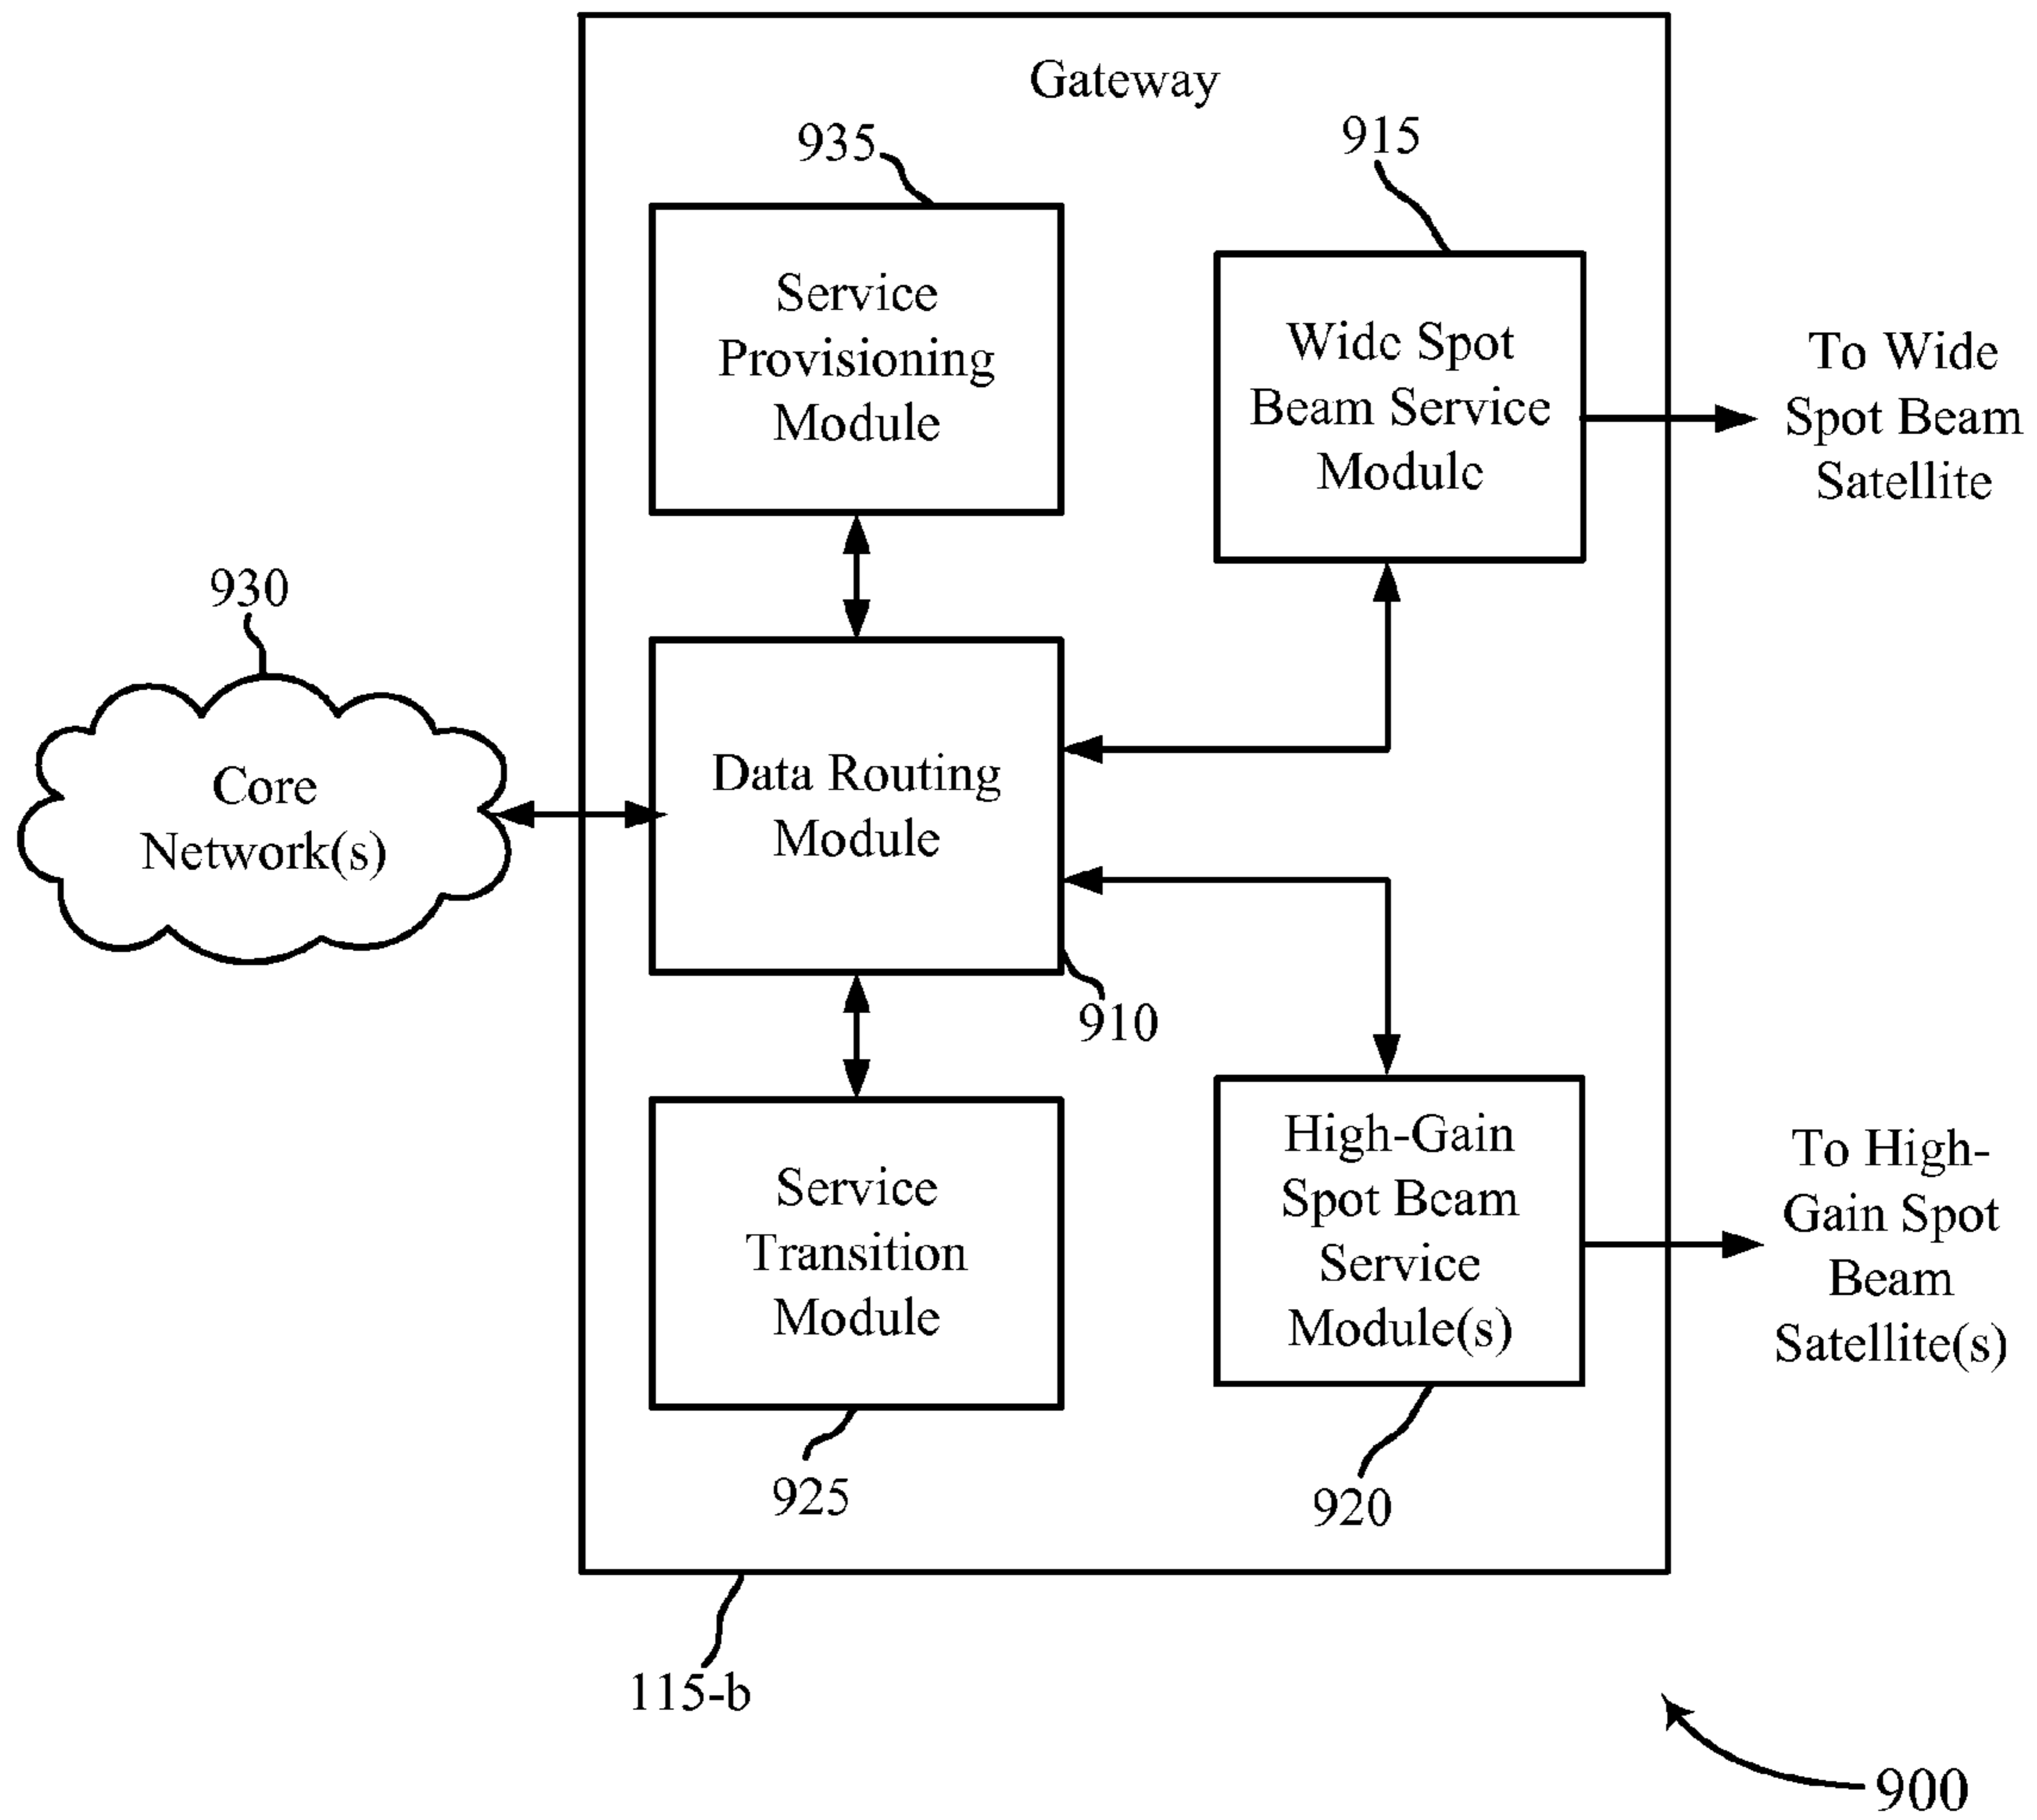 Gateway
935
915
Service
Provisioning
Module
Wide Spot
Beam Service
Module
To Wide
Spot Beam
Satellite
930
Core
Network(s)
Data Routing
Module
910
Service
Transition
Module
High-Gain
Spot Beam
Service
Module(s)
To High-
Gain Spot
Beam
Satellite(s)
925
920
115-b
900